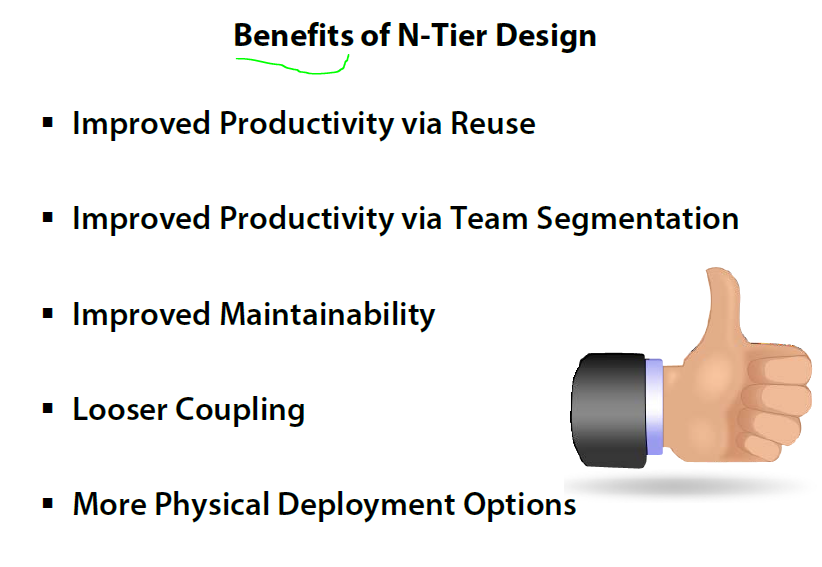 Benefits of N-Tier Design
▪ Improved Productivity via Reuse
▪ Improved Productivity via Team Segmentation
▪ Improved Maintainability
▪ Looser Coupling
▪ More Physical Deployment Options